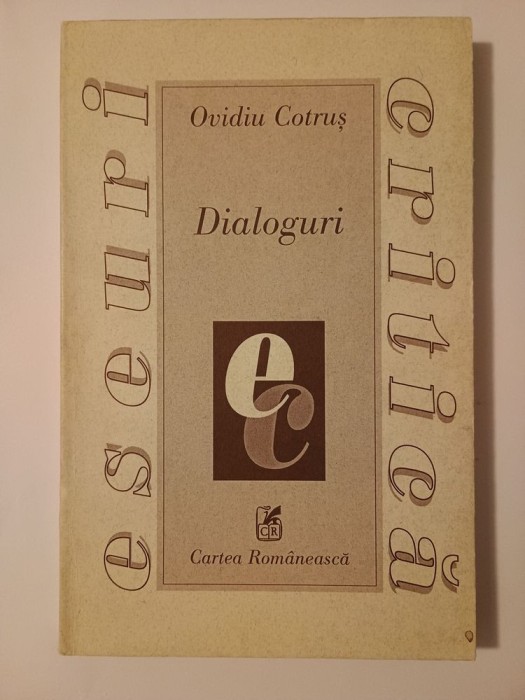 eseuri
critică
Ovidiu Cotruș
Dialoguri
ec
CR
Cartea Românească